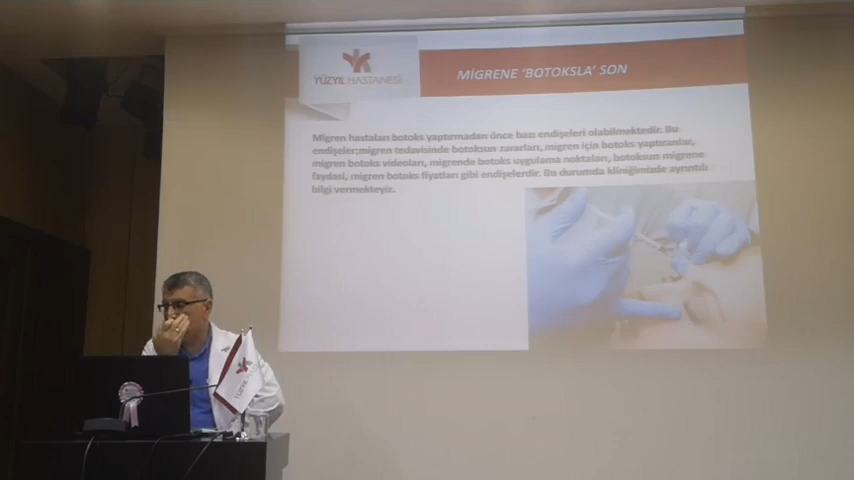 YÜZYIL HASTANESİ
MİGRENE ‘BOTOKSLA’ SON
Migren hastaları botoks yaptırmadan önce bazı endişeleri olabilmektedir. Bu
endişeler;migren tedavisinde botoksun zararları, migren için botoks yaptıranlar,
migren botoks videoları, migrende botoks uygulama noktaları, botoksun migrene
faydası, migren botoks fiyatları gibi endişelerdir. Bu durumda kliniğimizde ayrıntılı
bilgi vermekteyiz.
YÜZYIL